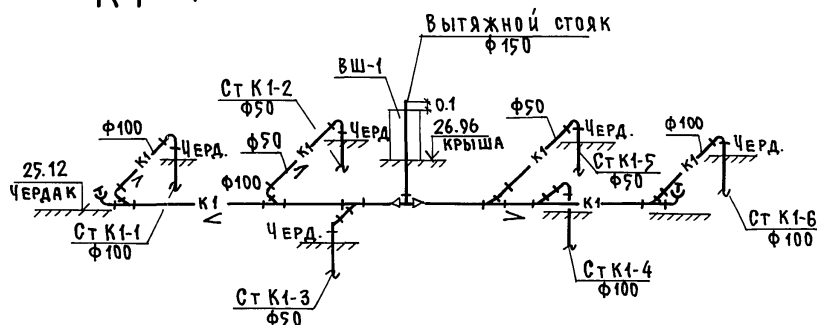 Вытяжной стояк
ф150
ВШ-1
0.1
26.96
КРЫША
Ст К1-2
ф50
ЧЕРД
ф50
ЧЕРД.
ф100
К1
ЧЕРД.
ф50
К1
К1
ф100
К1
ЧЕРД.
25.12
ЧЕРДАК
ф100
К1
К1
Ст К1-5
ф50
Ст К1-1
ф100
ЧЕРД.
Ст К1-6
ф100
Ст К1-3
ф50
Ст К1-4
ф100